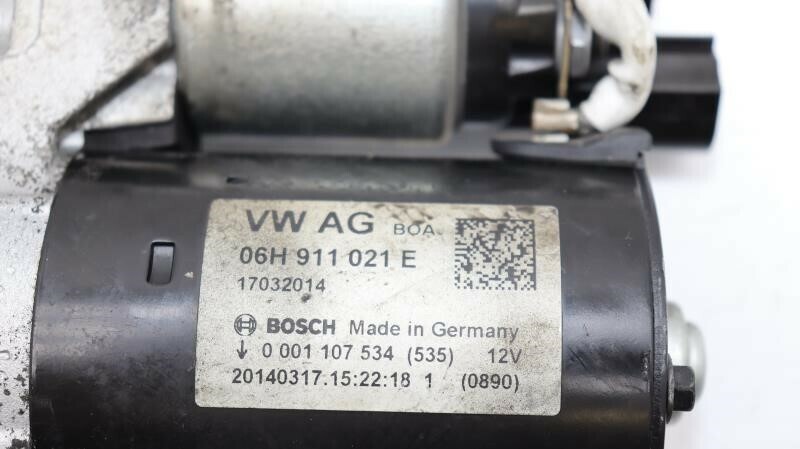 VW AG BOA.
06H 911 021 E
17032014
BOSCH Made in Germany
↓ 0 001 107 534 (535) 12V
20140317.15:22:18 1 (0890)